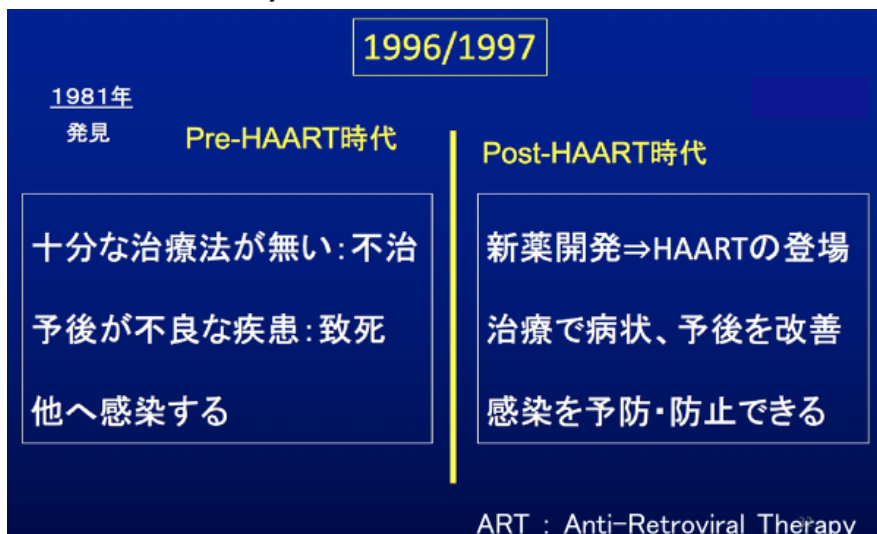 1996/1997
1981年
発見
Pre-HAART時代
Post-HAART時代
十分な治療法が無い：不治
予後が不良な疾患：致死
他へ感染する
新薬開発⇒HAARTの登場
治療で病状、予後を改善
感染を予防・防止できる
ART : Anti-Retroviral Therapy